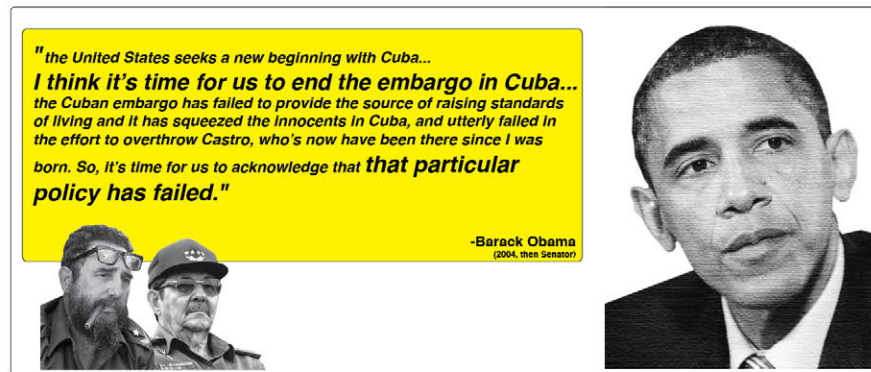 "the United States seeks a new beginning with Cuba...
I think it's time for us to end the embargo in Cuba...
the Cuban embargo has failed to provide the source of raising standards
of living and it has squeezed the innocents in Cuba, and utterly failed in
the effort to overthrow Castro, who's now have been there since I was
born. So, it's time for us to acknowledge that that particular
policy has failed."
-Barack Obama
(2004, then Senator)